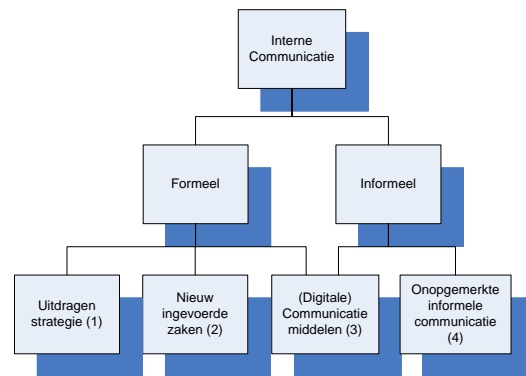 Interne
Communicatie
Formeel
Informeel
Uitdragen
strategie (1)
Nieuw
ingevoerde
zaken (2)
(Digitale)
Communicatie
middelen (3)
Onopgemerkte
informele
communicatie
(4)